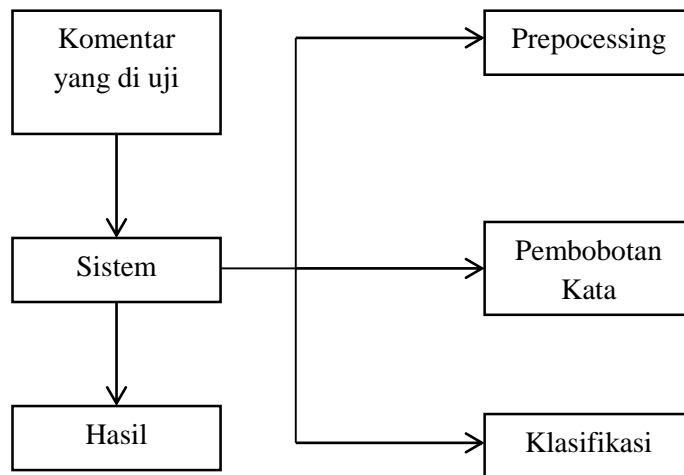 Komentar
yang di uji
Prepocessing
Sistem
Pembobotan
Kata
Hasil
Klasifikasi